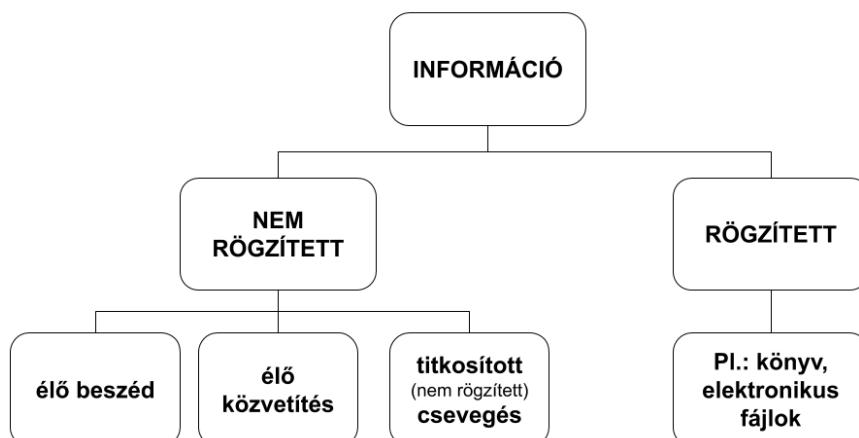 INFORMÁCIÓ
NEM
RÖGZÍTETT
RÖGZÍTETT
élő beszéd
élő
közvetítés
titkosított
(nem rögzített)
csevegés
Pl.: könyv,
elektronikus
fájlok